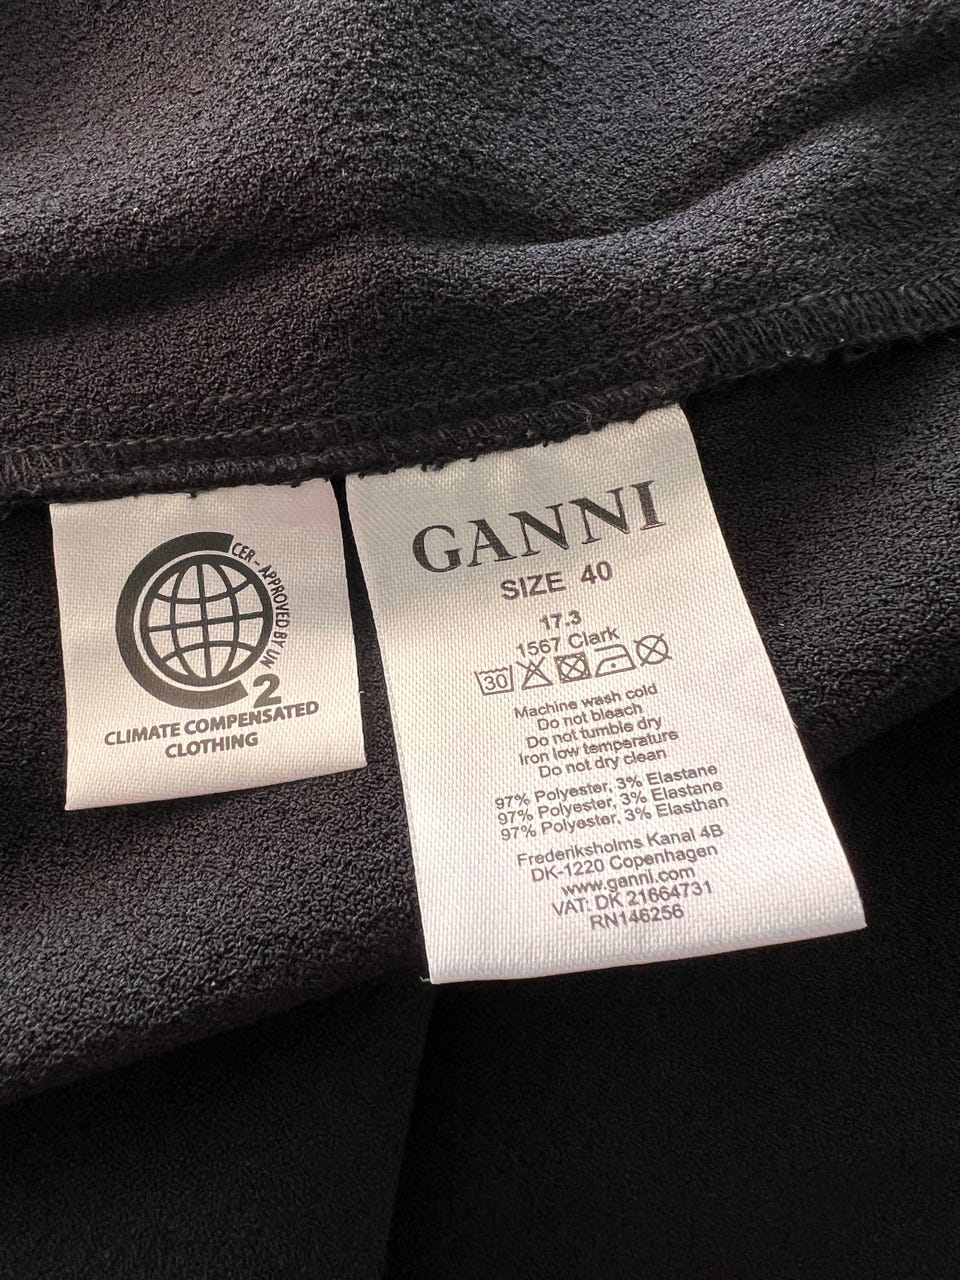 CER - APPROVED BY UN
2
CLIMATE COMPENSATED
CLOTHING
GANNI
SIZE 40
17.3
1567 Clark
30
Machine wash cold
Do not bleach
Do not tumble dry
Iron low temperature
Do not dry clean
97% Polyester, 3% Elastane
97% Polyester, 3% Elastane
97% Polyester, 3% Elasthan
Frederiksholms Kanal 4B
DK-1220 Copenhagen
www.ganni.com
VAT: DK 21664731
RN146256